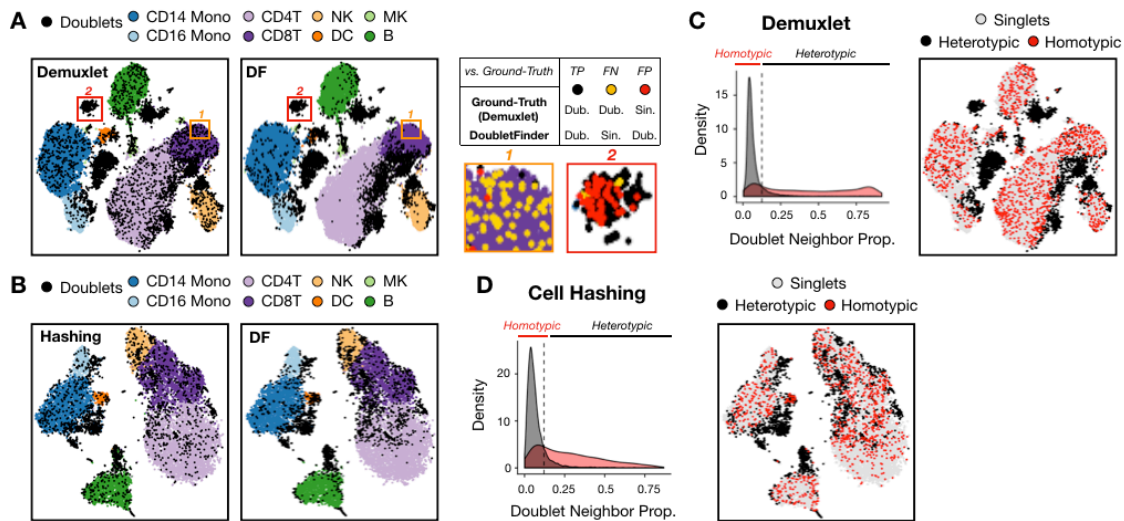 A
Doublets
CD14 Mono
CD4T
NK
MK
CD16 Mono
CD8T
DC
B
Demuxlet
2
1
DF
1
vs. Ground-Truth TP FN FP
Ground-Truth
(Demuxlet) Dub. Dub. Sin.
DoubletFinder Dub. Sin. Dub.
1
2
C
Demuxlet
Homotypic
Heterotypic
15
10
5
0
Density
0.0 0.25 0.5 0.75
Doublet Neighbor Prop.
Singlets
Heterotypic Homotypic
B
Doublets
CD14 Mono
CD4T
NK
MK
CD16 Mono
CD8T
DC
B
Hashing
DF
D
Cell Hashing
Homotypic
Heterotypic
20
10
0
Density
0.0 0.25 0.5 0.75
Doublet Neighbor Prop.
Singlets
Heterotypic Homotypic